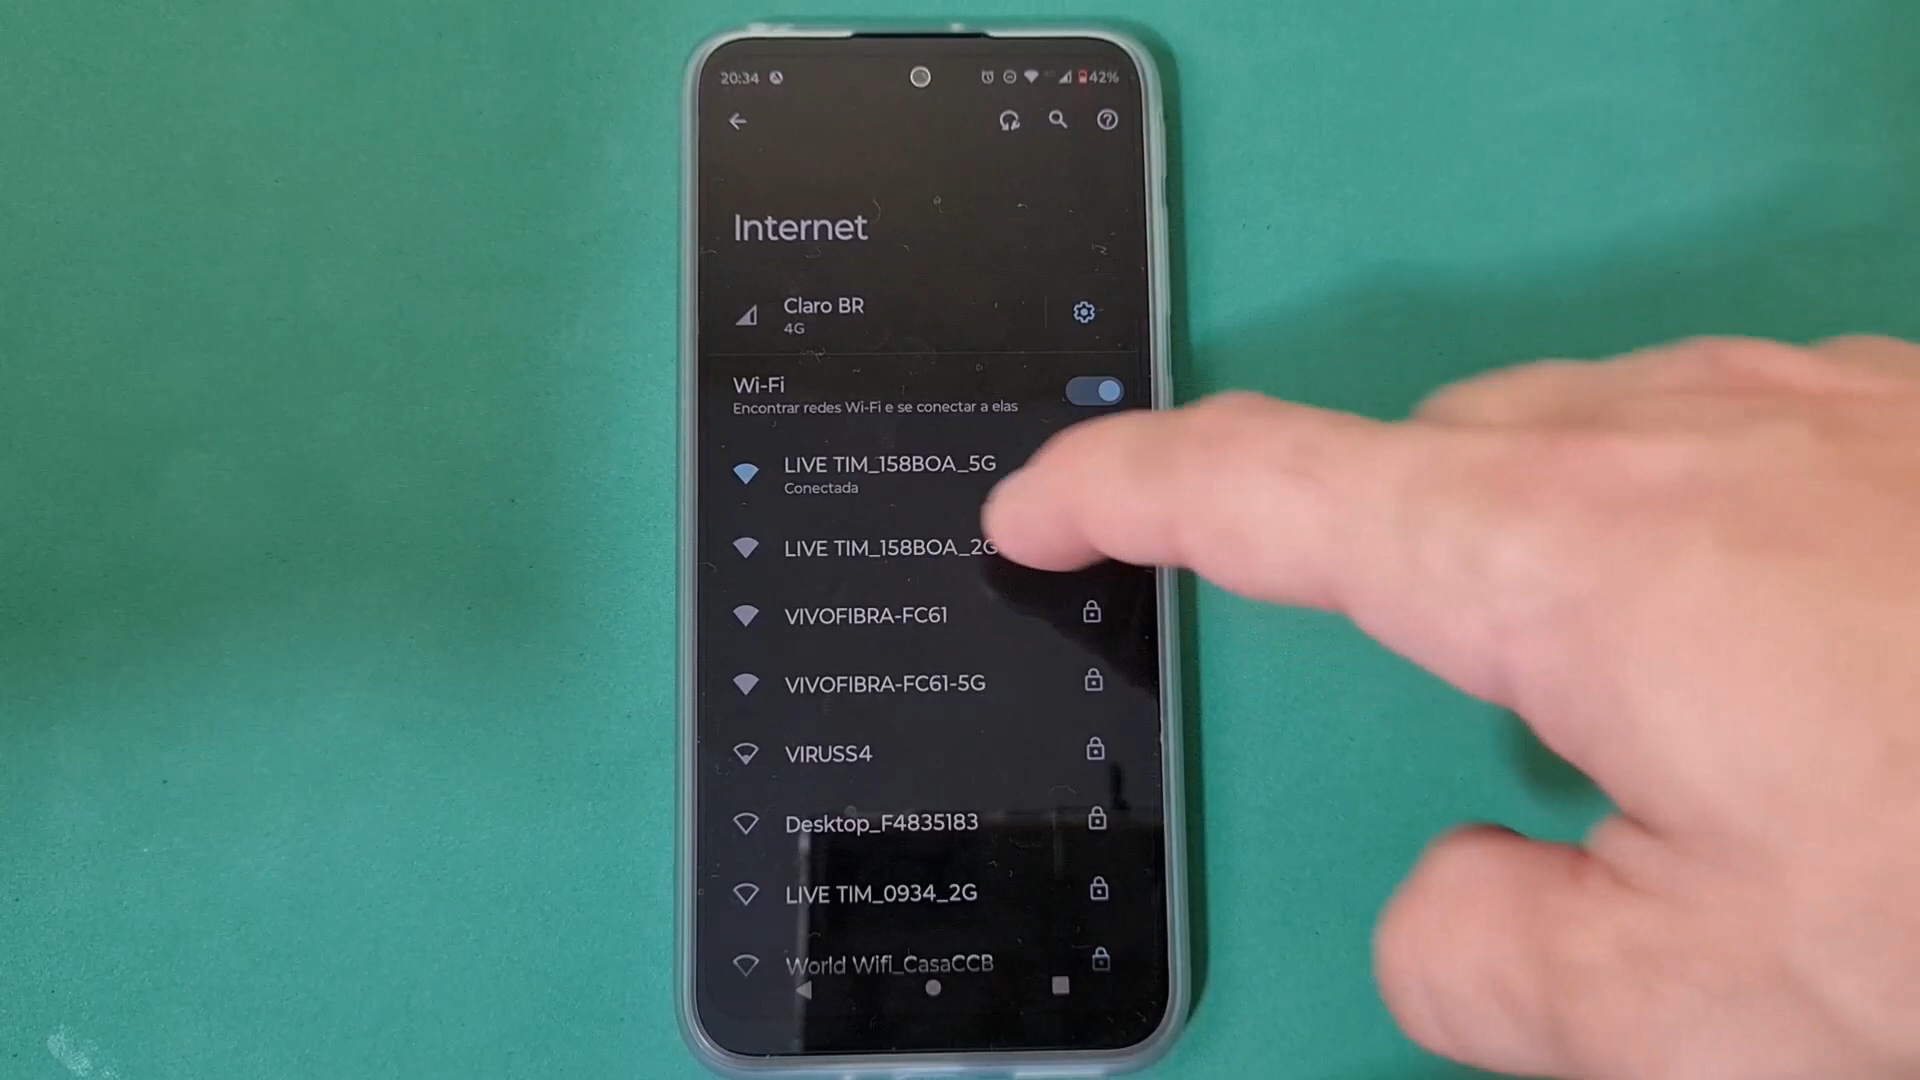 20:34
42%
Internet
Claro BR
4G
Wi-Fi
Encontrar redes Wi-Fi e se conectar a elas
LIVE TIM_158BOA_5G
Conectada
LIVE TIM_158BOA_2G
VIVOFIBRA-FC61
VIVOFIBRA-FC61-5G
VIRUSS4
Desktop_F4835183
LIVE TIM_0934_2G
World Wifi_CasaCCB